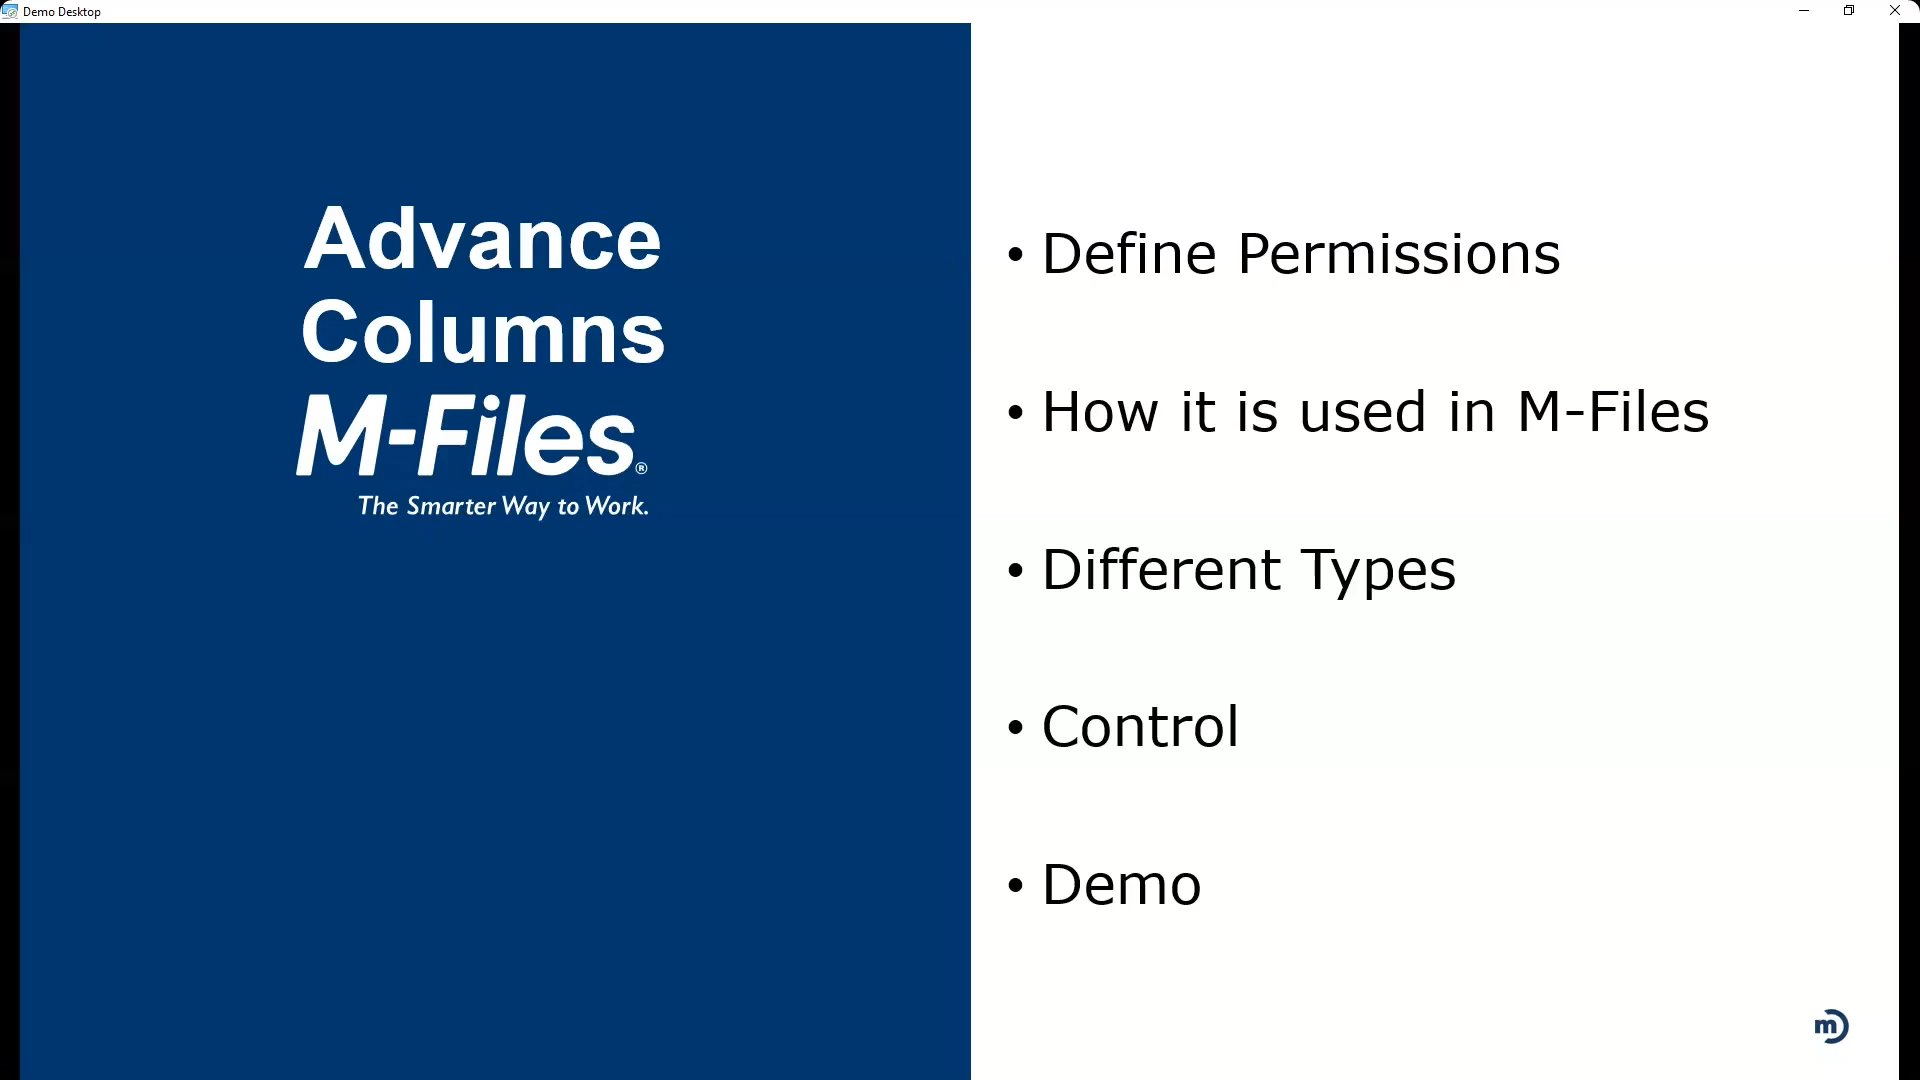 Demo Desktop
Advance
Columns
M-Files®
The Smarter Way to Work.
• Define Permissions
• How it is used in M-Files
• Different Types
• Control
• Demo
m